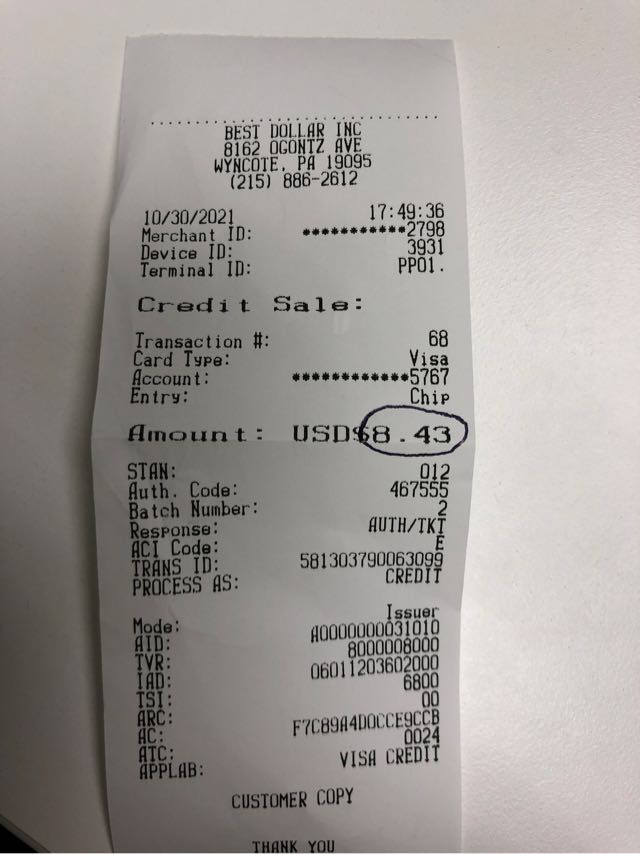 BEST DOLLAR INC
8162 OGONTZ AVE
WYNCOTE, PA 19095
(215) 886-2612
10/30/2021 17:49:36
Merchant ID: ***********2798
Device ID: 3931
Terminal ID: PP01.
Credit Sale:
Transaction #: 68
Card Type: Visa
Account: ************5767
Entry: Chip
Amount: USD$8.43
STAN: 012
Auth. Code: 467555
Batch Number: 2
Response: AUTH/TKT
ACI Code: E
TRANS ID: 581303790063099
PROCESS AS: CREDIT
Mode: Issuer
AID: A0000000031010
TVR: 8000008000
IAD: 06011203602000
TSI: 6800
ARC: 00
AC: F7C89A4D0CCE9CCB
ATC: 0024
APPLAB: VISA CREDIT
CUSTOMER COPY
THANK YOU